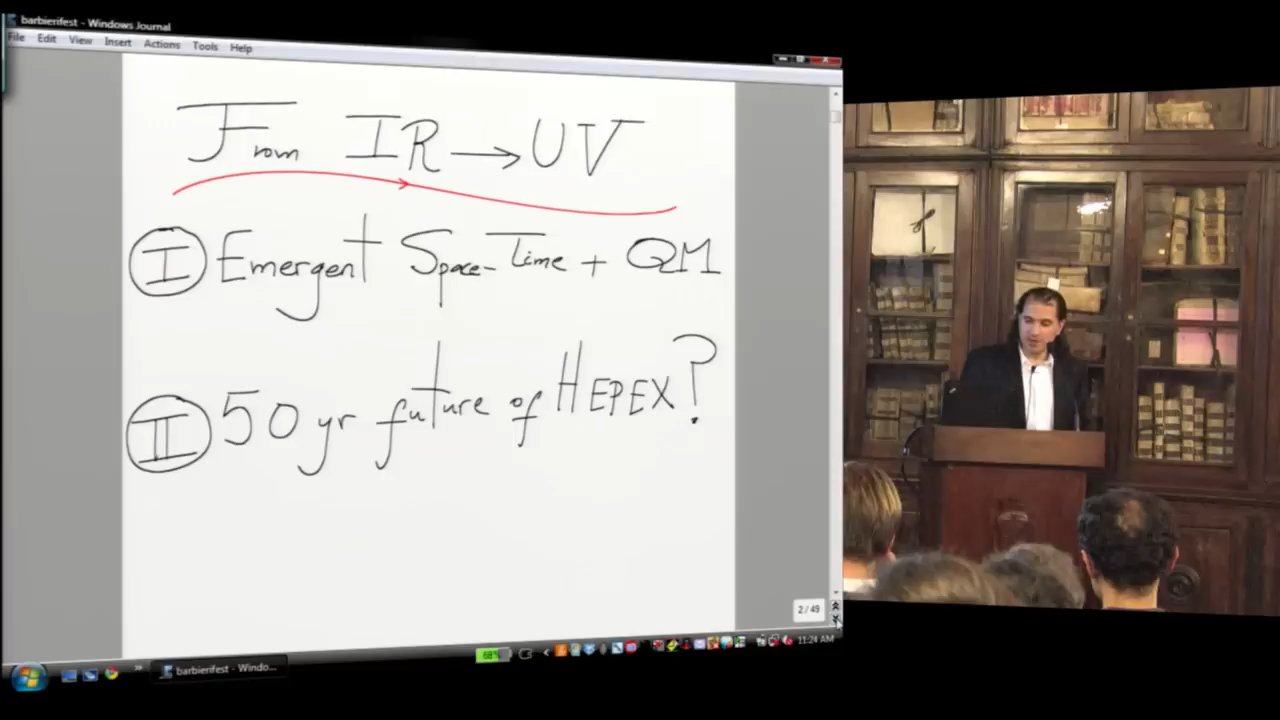 barbierifest - Windows Journal
File Edit View Insert Actions Tools Help
From IR → UV
I Emergent Space-Time + QM
II 50 yr future of HEPEX?
2 / 49
68%
barbierifest - Windo...
11:24 AM